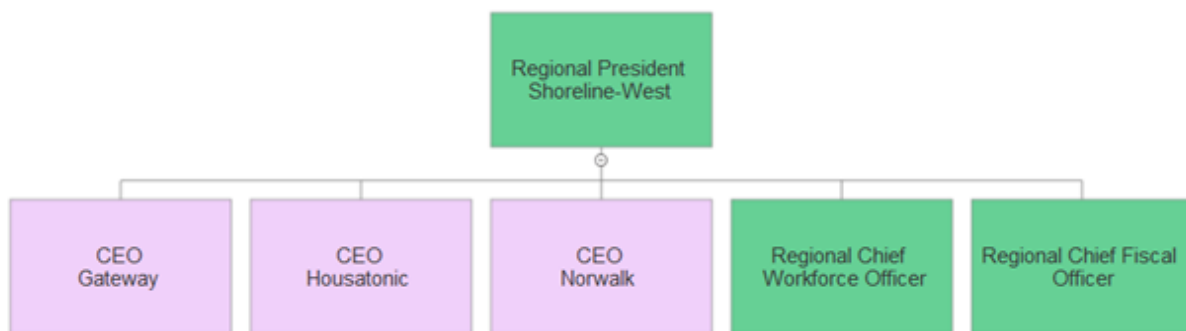 Regional President
Shoreline-West
CEO
Gateway
CEO
Housatonic
CEO
Norwalk
Regional Chief
Workforce Officer
Regional Chief Fiscal
Officer